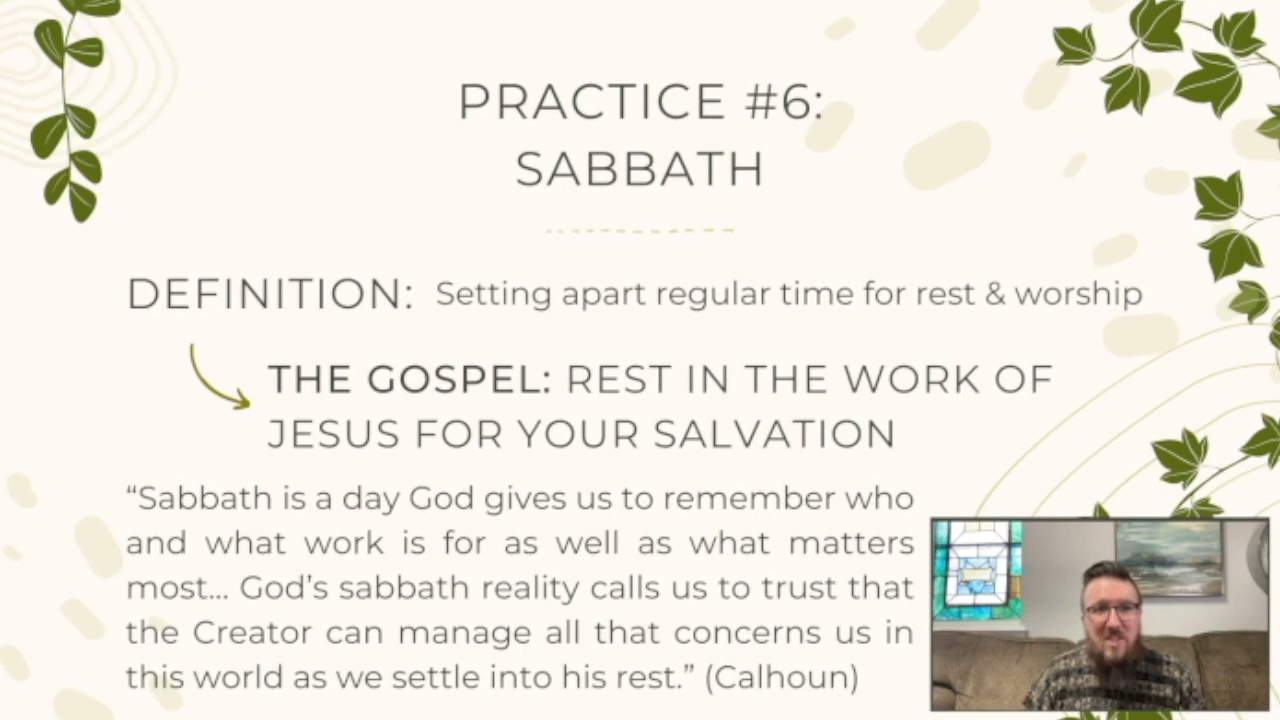 PRACTICE #6:
SABBATH
DEFINITION: Setting apart regular time for rest & worship
THE GOSPEL: REST IN THE WORK OF
JESUS FOR YOUR SALVATION
“Sabbath is a day God gives us to remember who
and what work is for as well as what matters
most... God’s sabbath reality calls us to trust that
the Creator can manage all that concerns us in
this world as we settle into his rest.” (Calhoun)